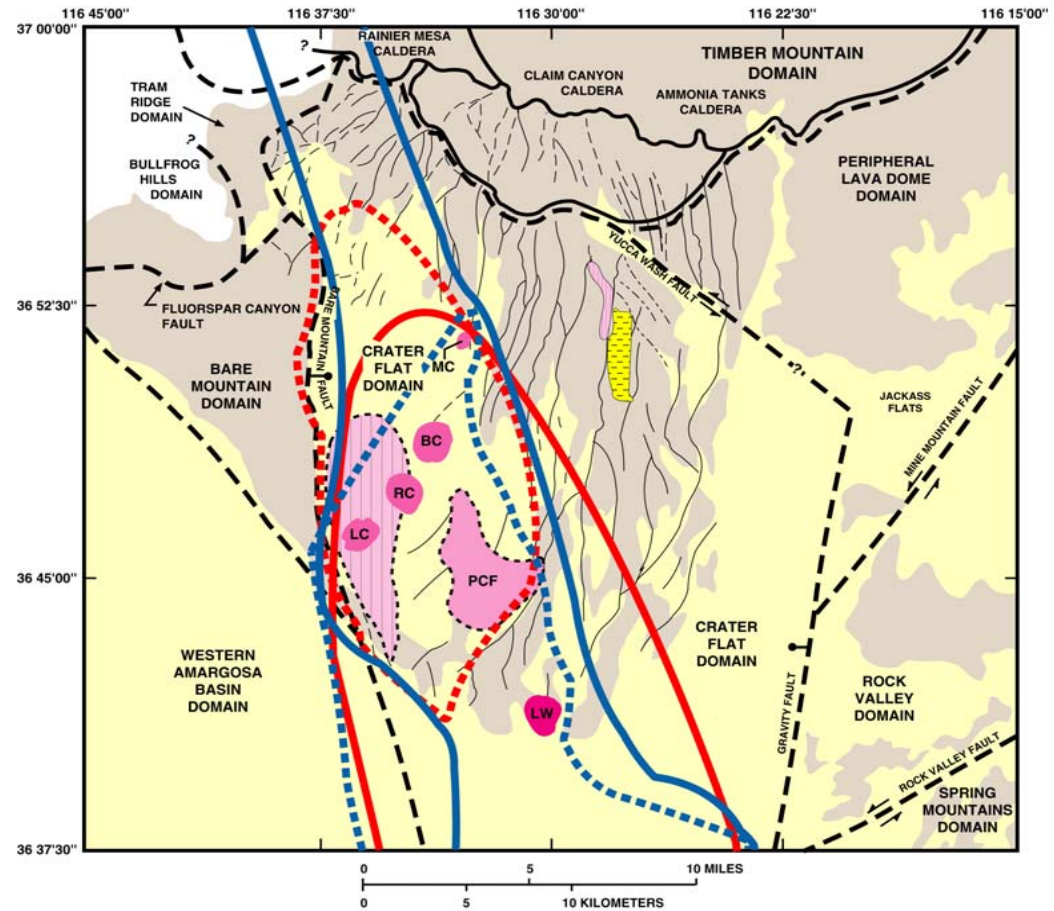 116 45'00"
116 37'30"
116 30'00"
116 22'30"
116 15'00"
37 00'00"
?
RAINIER MESA
CALDERA
TIMBER MOUNTAIN
DOMAIN
CLAIM CANYON
CALDERA
AMMONIA TANKS
CALDERA
TRAM
RIDGE
DOMAIN
?
BULLFROG
HILLS
DOMAIN
PERIPHERAL
LAVA DOME
DOMAIN
YUCCA WASH FAULT
36 52'30"
FLUORSPAR CANYON
FAULT
BARE MOUNTAIN
FAULT
CRATER
FLAT
DOMAIN
MC
BARE
MOUNTAIN
DOMAIN
?
JACKASS
FLATS
MINE MOUNTAIN FAULT
BC
RC
LC
PCF
36 45'00"
WESTERN
AMARGOSA
BASIN
DOMAIN
CRATER
FLAT
DOMAIN
LW
GRAVITY FAULT
ROCK
VALLEY
DOMAIN
ROCK VALLEY FAULT
SPRING
MOUNTAINS
DOMAIN
36 37'30"
0 5 10 MILES
0 5 10 KILOMETERS